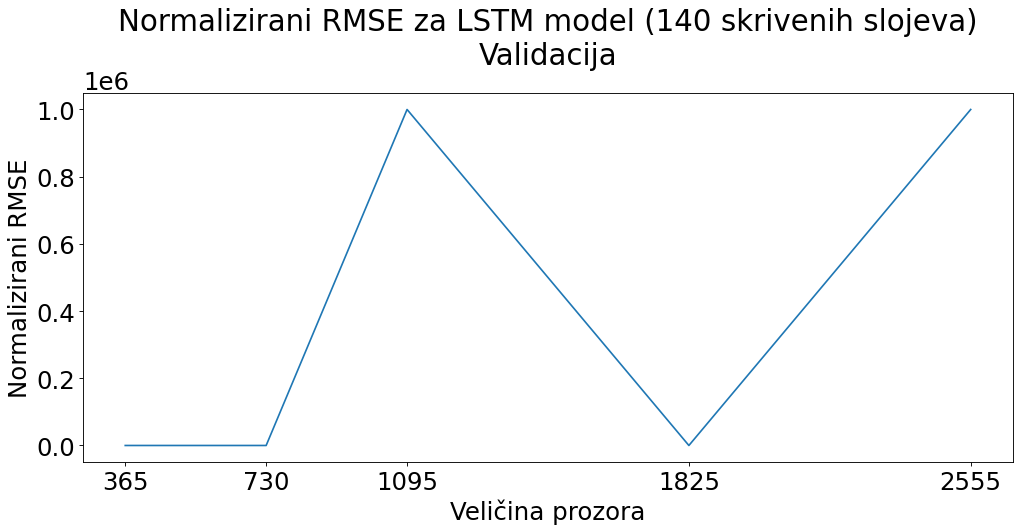 Normalizirani RMSE za LSTM model (140 skrivenih slojeva)
Validacija
1e6
1.0
0.8
0.6
0.4
0.2
0.0
Normalizirani RMSE
365 730 1095 1825 2555
Veličina prozora